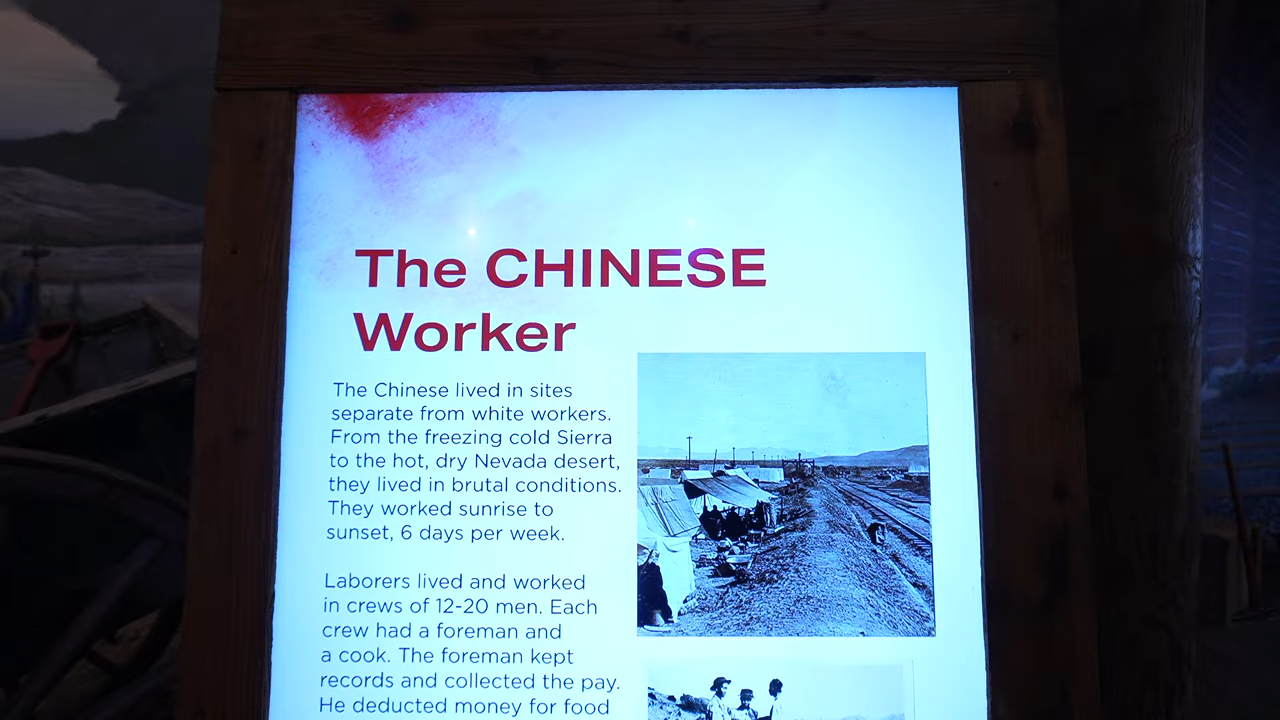 The CHINESE
Worker
The Chinese lived in sites
separate from white workers.
From the freezing cold Sierra
to the hot, dry Nevada desert,
they lived in brutal conditions.
They worked sunrise to
sunset, 6 days per week.
Laborers lived and worked
in crews of 12-20 men. Each
crew had a foreman and
a cook. The foreman kept
records and collected the pay.
He deducted money for food